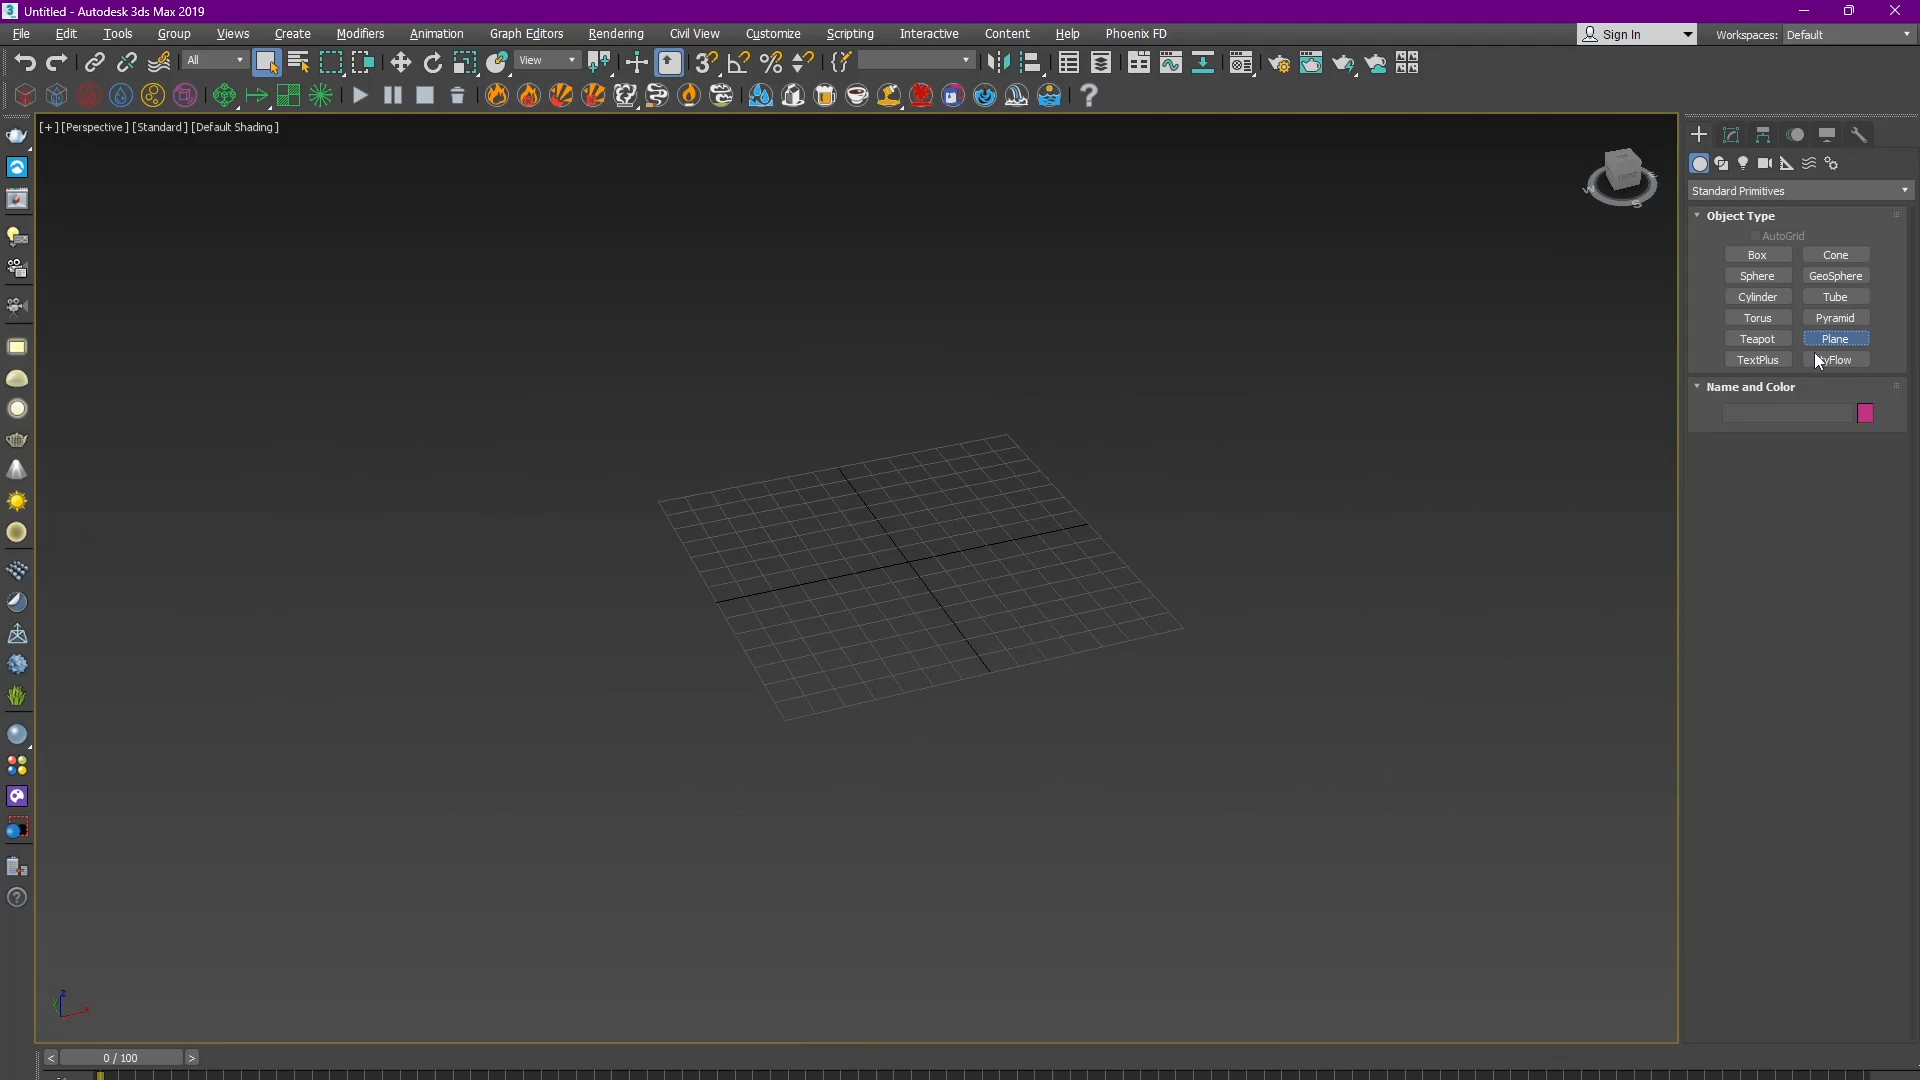 Untitled - Autodesk 3ds Max 2019
File Edit Tools Group Views Create Modifiers Animation Graph Editors Rendering Civil View Customize Scripting Interactive Content Help Phoenix FD Sign In Workspaces: Default
All View
[+] [Perspective ] [Standard ] [Default Shading ]
Standard Primitives
Object Type
AutoGrid
Box Cone
Sphere GeoSphere
Cylinder Tube
Torus Pyramid
Teapot Plane
TextPlus yFlow
Name and Color
FRONT
W S
z
x
< 0 / 100 >